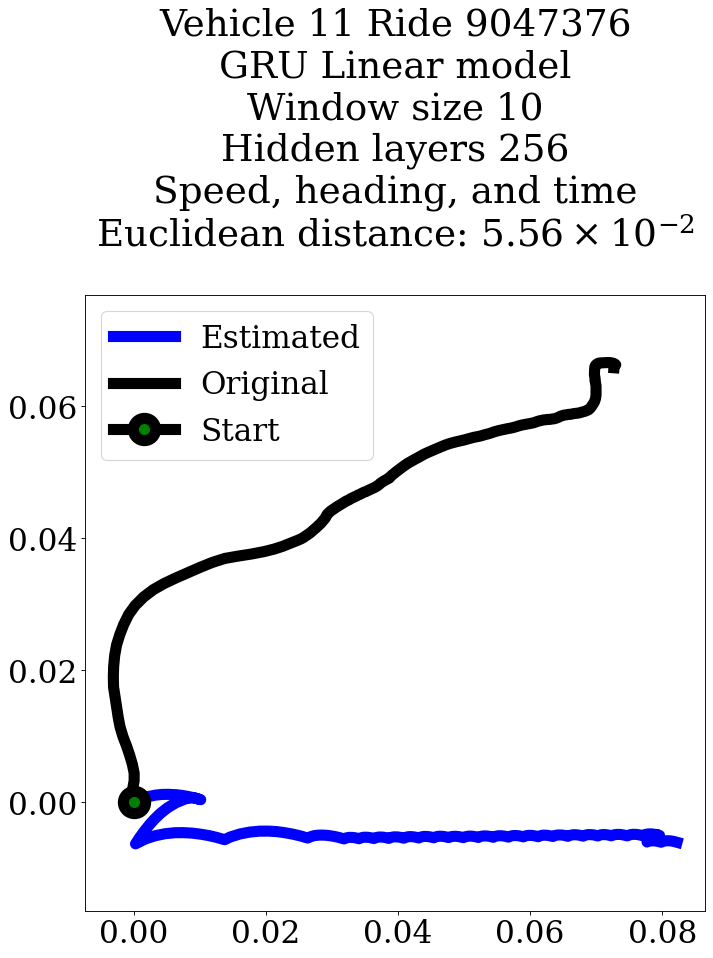 Vehicle 11 Ride 9047376
GRU Linear model
Window size 10
Hidden layers 256
Speed, heading, and time
Euclidean distance: 5.56 × 10⁻²
Estimated
Original
Start
0.06
0.04
0.02
0.00
0.00 0.02 0.04 0.06 0.08